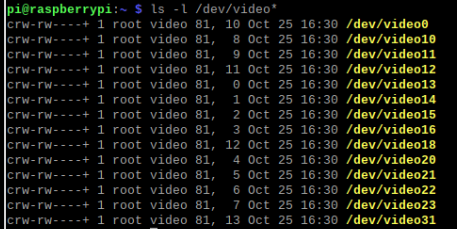 pi@raspberrypi:~ $ ls -l /dev/video*
crw-rw----+ 1 root video 81, 10 Oct 25 16:30 /dev/video0
crw-rw----+ 1 root video 81,  8 Oct 25 16:30 /dev/video10
crw-rw----+ 1 root video 81,  9 Oct 25 16:30 /dev/video11
crw-rw----+ 1 root video 81, 11 Oct 25 16:30 /dev/video12
crw-rw----+ 1 root video 81,  0 Oct 25 16:30 /dev/video13
crw-rw----+ 1 root video 81,  1 Oct 25 16:30 /dev/video14
crw-rw----+ 1 root video 81,  2 Oct 25 16:30 /dev/video15
crw-rw----+ 1 root video 81,  3 Oct 25 16:30 /dev/video16
crw-rw----+ 1 root video 81, 12 Oct 25 16:30 /dev/video18
crw-rw----+ 1 root video 81,  4 Oct 25 16:30 /dev/video20
crw-rw----+ 1 root video 81,  5 Oct 25 16:30 /dev/video21
crw-rw----+ 1 root video 81,  6 Oct 25 16:30 /dev/video22
crw-rw----+ 1 root video 81,  7 Oct 25 16:30 /dev/video23
crw-rw----+ 1 root video 81, 13 Oct 25 16:30 /dev/video31